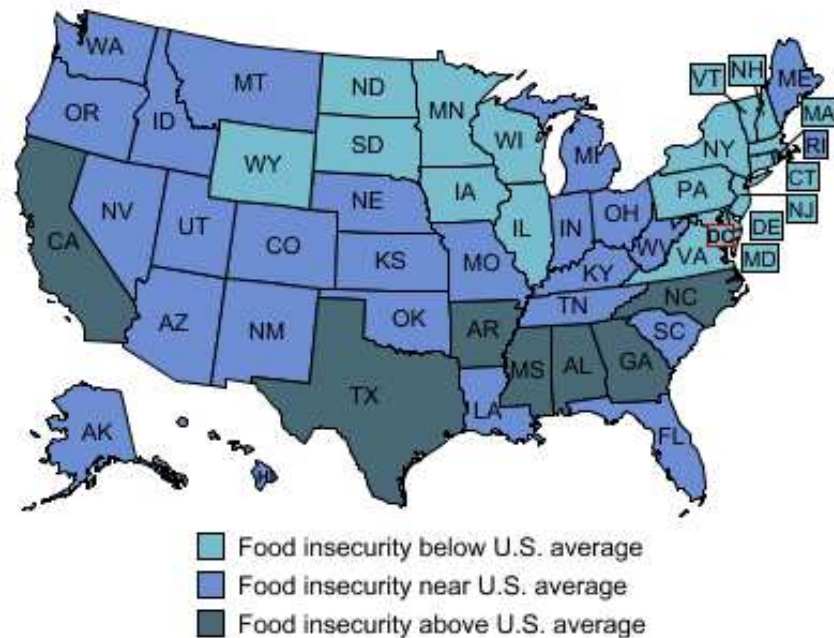 WA
MT
ND
MN
VT
NH
ME
MA
OR
ID
SD
WI
NY
RI
WY
MI
CT
IA
PA
NJ
NV
NE
IL
IN
OH
DE
DC
UT
CO
WV
MD
CA
KS
MO
KY
VA
AZ
NM
OK
AR
TN
NC
SC
TX
MS
AL
GA
LA
AK
FL
Food insecurity below U.S. average
Food insecurity near U.S. average
Food insecurity above U.S. average